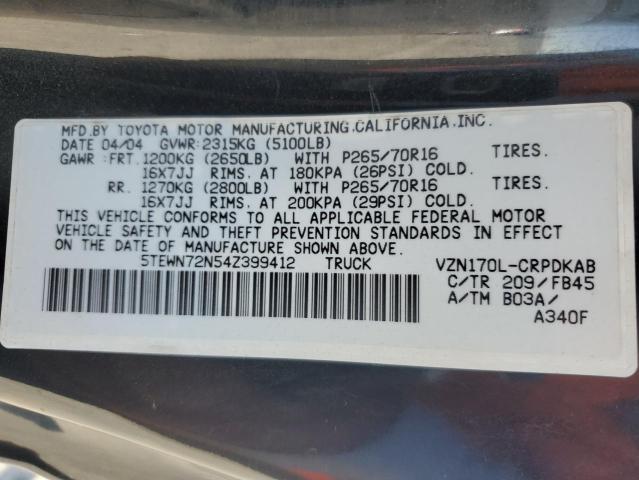 MFD.BY TOYOTA MOTOR MANUFACTURING.CALIFORNIA.INC.
DATE 04/04 GVWR:2315KG (5100LB)
GAWR :FRT.1200KG (2650LB) WITH P265/70R16 TIRES.
16X7JJ RIMS. AT 180KPA (26PSI) COLD.
RR. 1270KG (2800LB) WITH P265/70R16 TIRES.
16X7JJ RIMS. AT 200KPA (29PSI) COLD.
THIS VEHICLE CONFORMS TO ALL APPLICABLE FEDERAL MOTOR
VEHICLE SAFETY AND THEFT PREVENTION STANDARDS IN EFFECT
ON THE DATE OF MANUFACTURE SHOWN ABOVE.
5TEWN72N54Z399412 TRUCK VZN170L-CRPDKAB
C/TR 209/FB45
A/TM B03A/
A340F